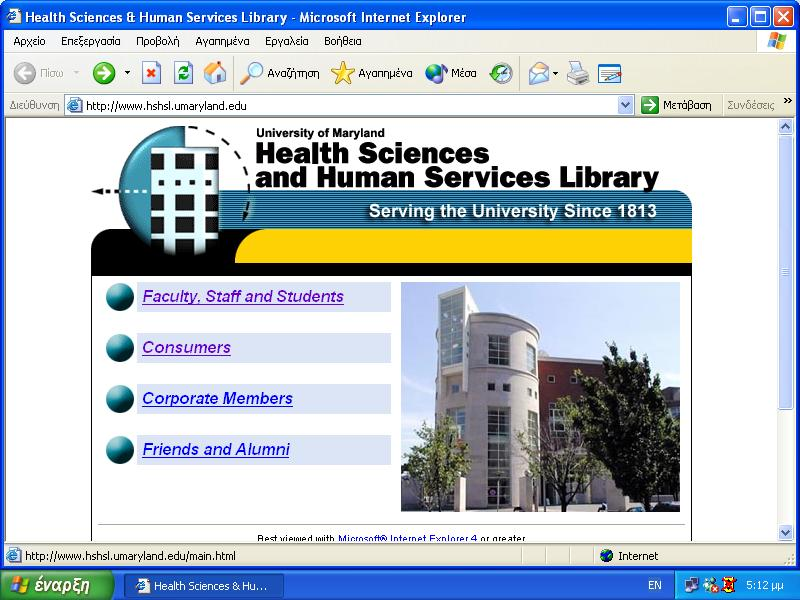 Health Sciences & Human Services Library - Microsoft Internet Explorer
Αρχείο Επεξεργασία Προβολή Αγαπημένα Εργαλεία Βοήθεια
Πίσω Αναζήτηση Αγαπημένα Μέσα
Διεύθυνση http://www.hshsl.umaryland.edu Μετάβαση Συνδέσεις »
University of Maryland
Health Sciences
and Human Services Library
Serving the University Since 1813
Faculty, Staff and Students
Consumers
Corporate Members
Friends and Alumni
Best viewed with Microsoft® Internet Explorer 4 or greater
http://www.hshsl.umaryland.edu/main.html Internet
έναρξη Health Sciences & Hu... EN 5:12 μμ